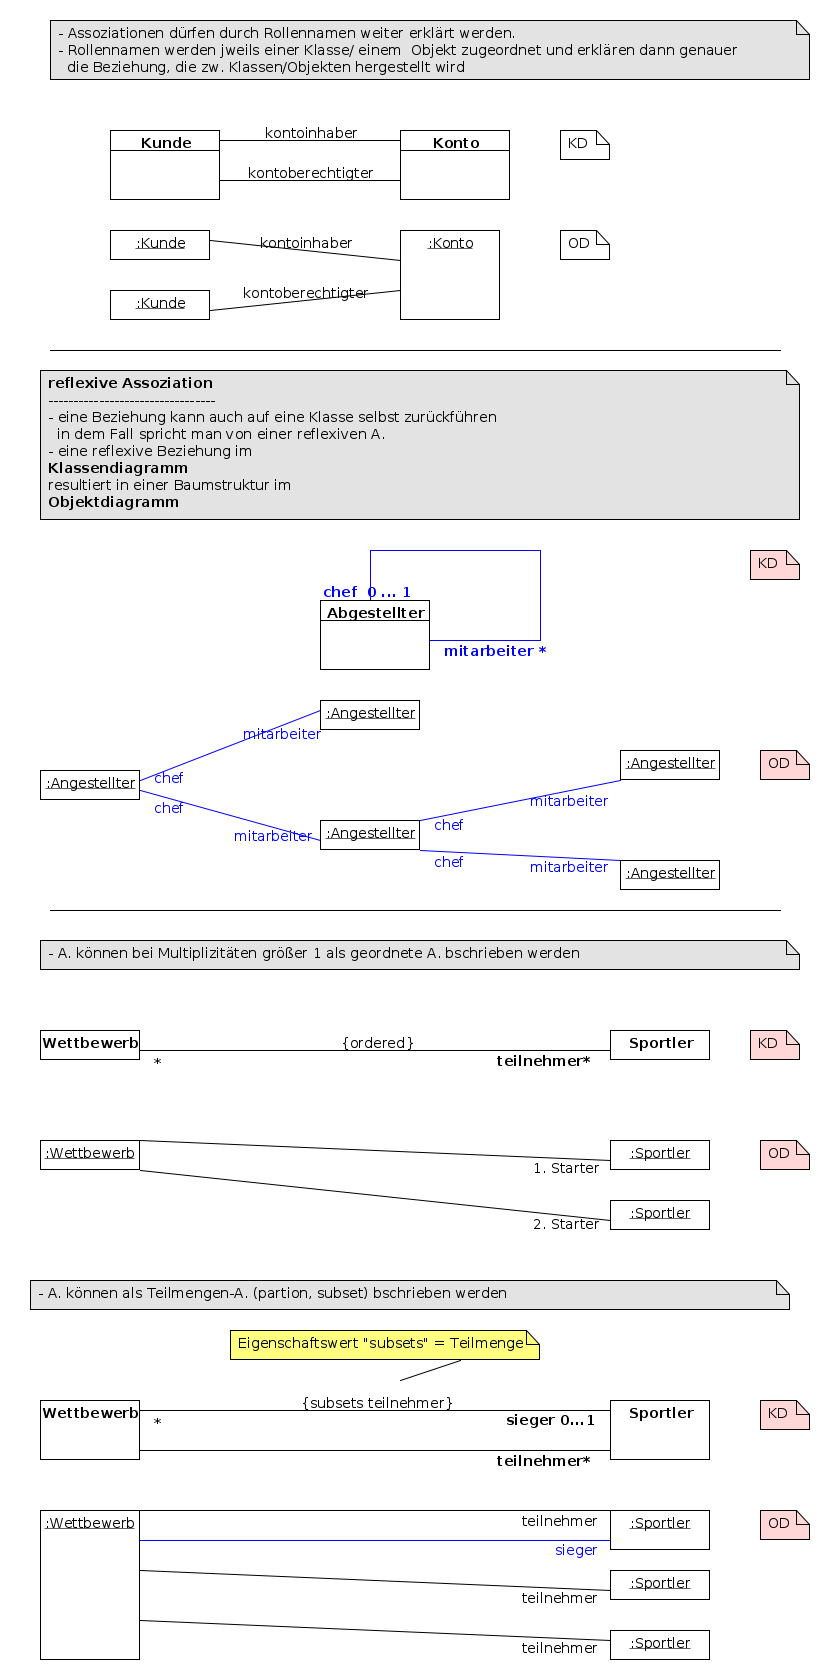 - Assoziationen dürfen durch Rollennamen weiter erklärt werden.
- Rollennamen werden jweils einer Klasse/ einem  Objekt zugeordnet und erklären dann genauer
die Beziehung, die zw. Klassen/Objekten hergestellt wird
kontoinhaber
Kunde
Konto
KD
kontoberechtigter
:Kunde
kontoinhaber
:Konto
OD
kontoberechtigter
:Kunde
reflexive Assoziation
---------------------------------
- eine Beziehung kann auch auf eine Klasse selbst zurückführen
in dem Fall spricht man von einer reflexiven A.
- eine reflexive Beziehung im
Klassendiagramm
resultiert in einer Baumstruktur im
Objektdiagramm
KD
chef  0 ... 1
Abgestellter
mitarbeiter *
:Angestellter
mitarbeiter
:Angestellter
OD
:Angestellter
chef
mitarbeiter
chef
mitarbeiter
:Angestellter
chef
chef
mitarbeiter
:Angestellter
- A. können bei Multiplizitäten größer 1 als geordnete A. bschrieben werden
Wettbewerb
{ordered}
Sportler
KD
*
teilnehmer*
:Wettbewerb
:Sportler
OD
1. Starter
:Sportler
2. Starter
- A. können als Teilmengen-A. (partion, subset) bschrieben werden
Eigenschaftswert "subsets" = Teilmenge
{subsets teilnehmer}
Wettbewerb
*
sieger 0...1
Sportler
KD
teilnehmer*
:Wettbewerb
teilnehmer
:Sportler
OD
sieger
:Sportler
teilnehmer
:Sportler
teilnehmer